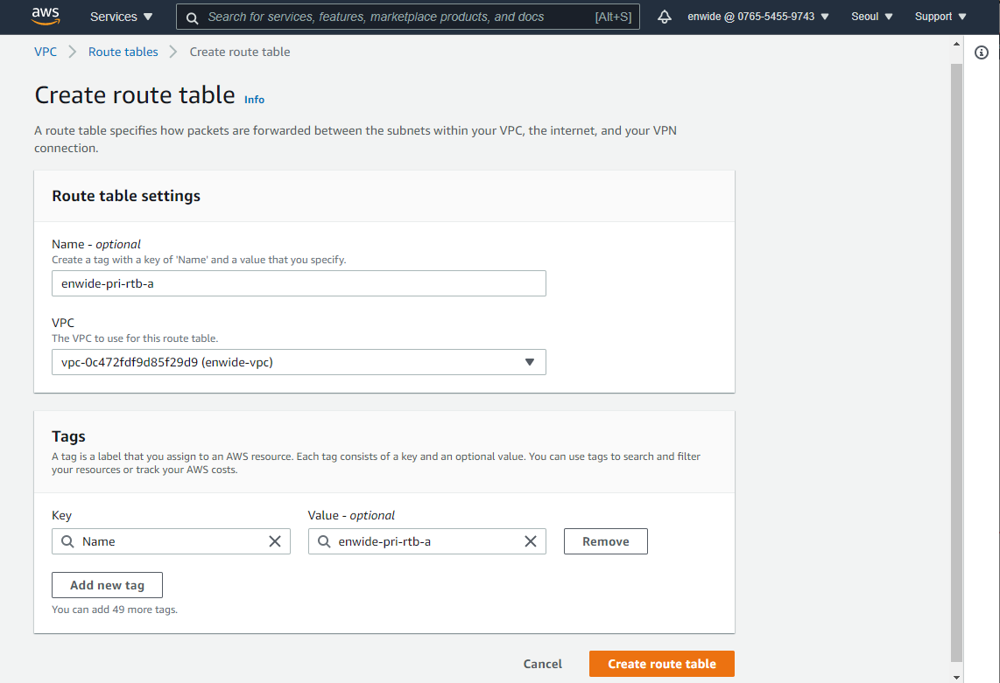 aws Services Search for services, features, marketplace products, and docs [Alt+S] enwide @ 0765-5455-9743 Seoul Support
VPC Route tables Create route table
Create route table Info
A route table specifies how packets are forwarded between the subnets within your VPC, the internet, and your VPN
connection.
Route table settings
Name - optional
Create a tag with a key of 'Name' and a value that you specify.
enwide-pri-rtb-a
VPC
The VPC to use for this route table.
vpc-0c472fdf9d85f29d9 (enwide-vpc)
Tags
A tag is a label that you assign to an AWS resource. Each tag consists of a key and an optional value. You can use tags to search and filter
your resources or track your AWS costs.
Key Value - optional
Name enwide-pri-rtb-a Remove
Add new tag
You can add 49 more tags.
Cancel Create route table